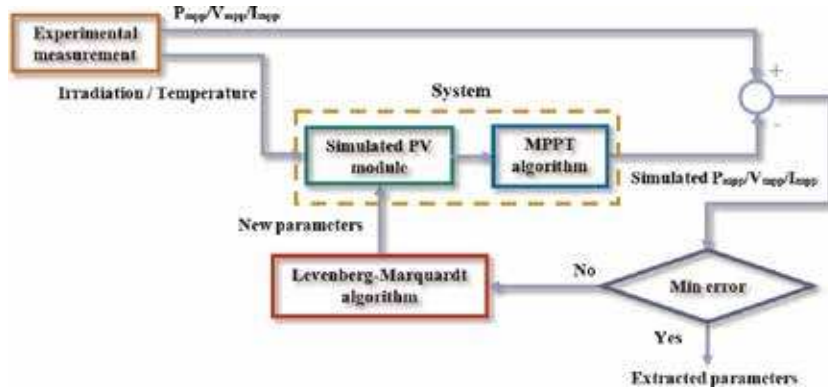 Pmpp/Vmpp/Impp
Experimental
measurement
+
Irradiation / Temperature
System
-
Simulated PV
module
MPPT
algorithm
Simulated Pmpp/Vmpp/Impp
New parameters
Levenberg-Marquardt
algorithm
No
Min error
Yes
Extracted parameters